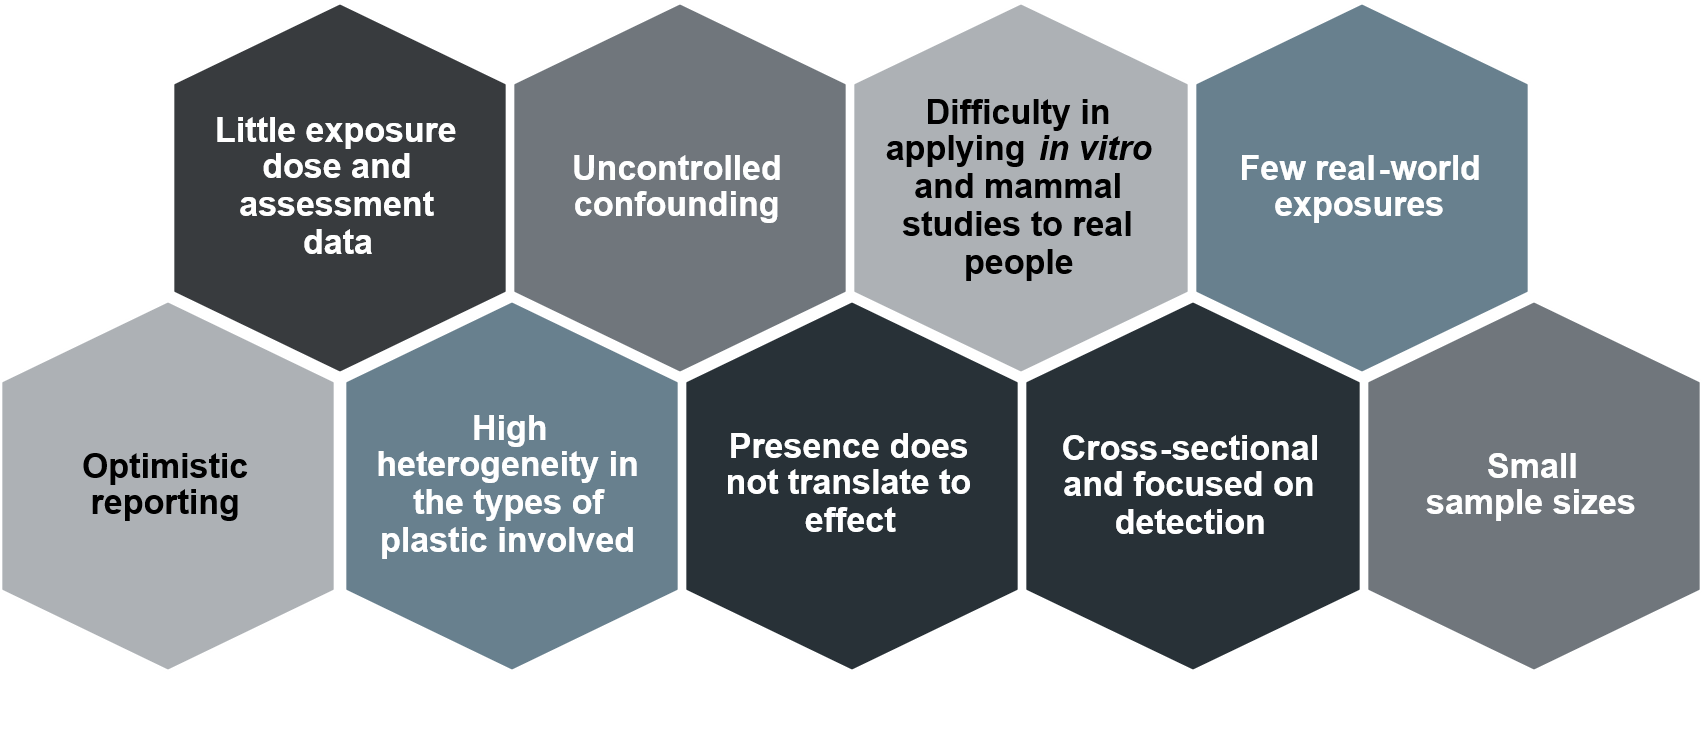 Little exposure
dose and
assessment
data
Uncontrolled
confounding
Difficulty in
applying in vitro
and mammal
studies to real
people
Few real-world
exposures
Optimistic
reporting
High
heterogeneity in
the types of
plastic involved
Presence does
not translate to
effect
Cross-sectional
and focused on
detection
Small
sample sizes